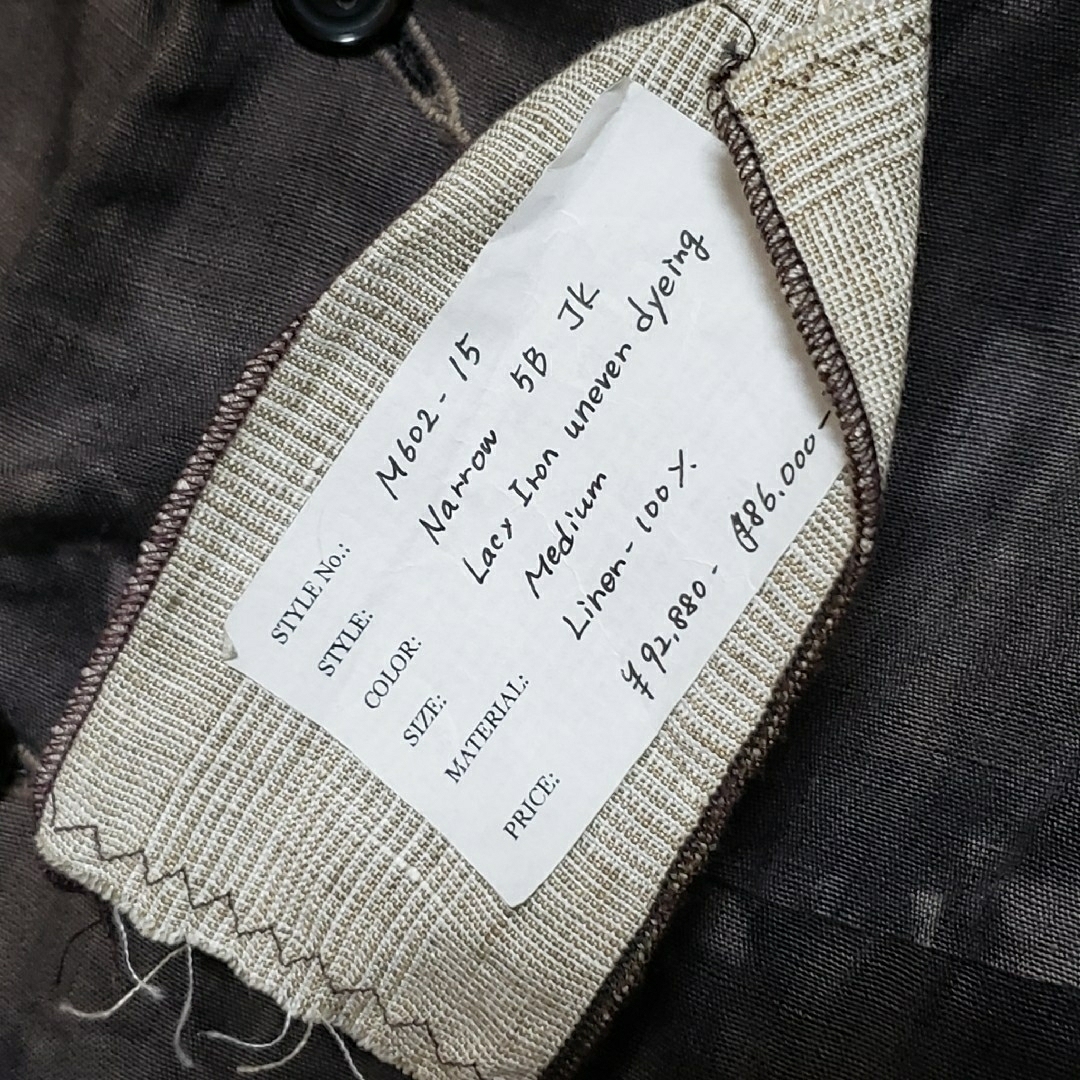 STYLE No.: M602-15
STYLE: Narrow 5B JK
COLOR: Lacx Iron uneven dyeing
SIZE: Medium
MATERIAL: Linen-100%
PRICE: ¥92.880- 86.000-